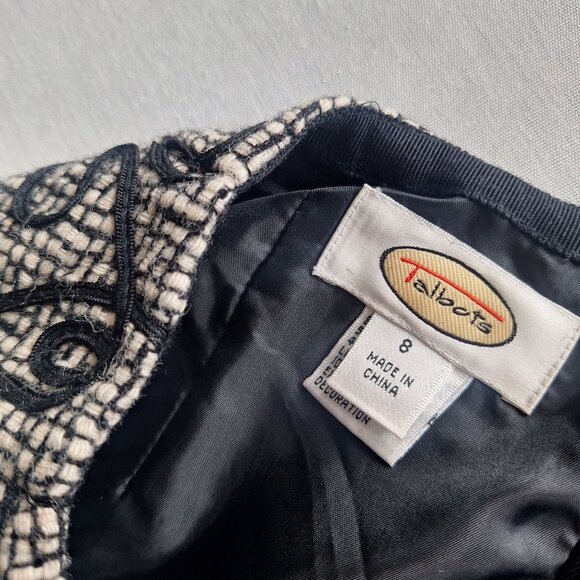 Talbots
8
MADE IN
CHINA
DECORATION